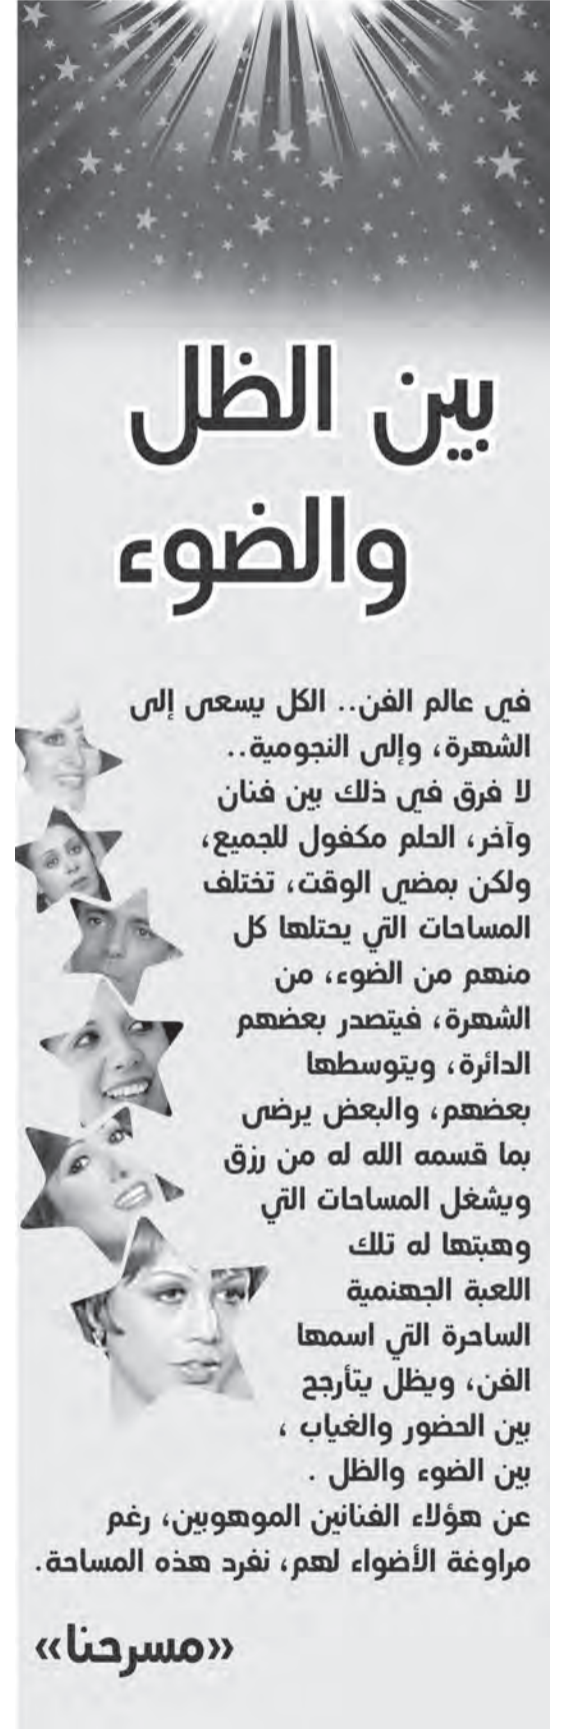 بين الظل
والضوء
في عالم الفن.. الكل يسعى إلى
الشهرة، وإلى النجومية..
لا فرق في ذلك بين فنان
وآخر، الحلم مكفول للجميع،
ولكن بمضي الوقت، تختلف
المساحات التي يحتلها كل
منهم من الضوء، من
الشهرة، فيتصدر بعضهم
الدائرة، ويتوسطها
بعضهم، والبعض يرضى
بما قسمه الله له من رزق
ويشغل المساحات التي
وهبتها له تلك
اللعبة الجهنمية
الساحرة التي اسمها
الفن، ويظل يتأرجح
بين الحضور والغياب ،
بين الضوء والظل .
عن هؤلاء الفنانين الموهوبين، رغم
مراوغة الأضواء لهم، نفرد هذه المساحة.
«مسرحنا»